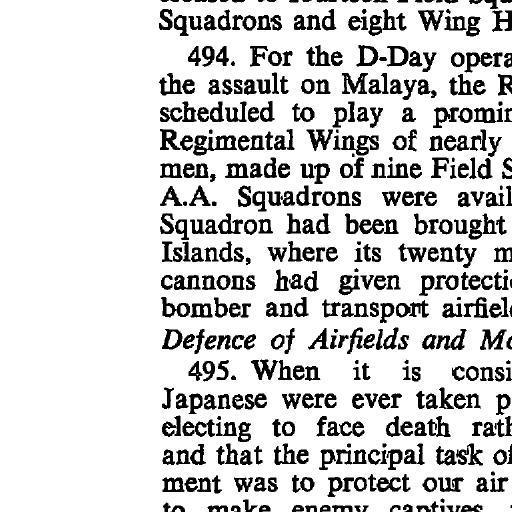 Squadrons and eight Wing H
494. For the D-Day opera
the assault on Malaya, the R
scheduled to play a promin
Regimental Wings of nearly
men, made up of nine Field S
A.A. Squadrons were avail
Squadron had been brought
Islands, where its twenty m
cannons had given protecti
bomber and transport airfiel
Defence of Airfields and Mo
495. When it is consi
Japanese were ever taken p
electing to face death rath
and that the principal task of
ment was to protect our air
to make enemy captives,